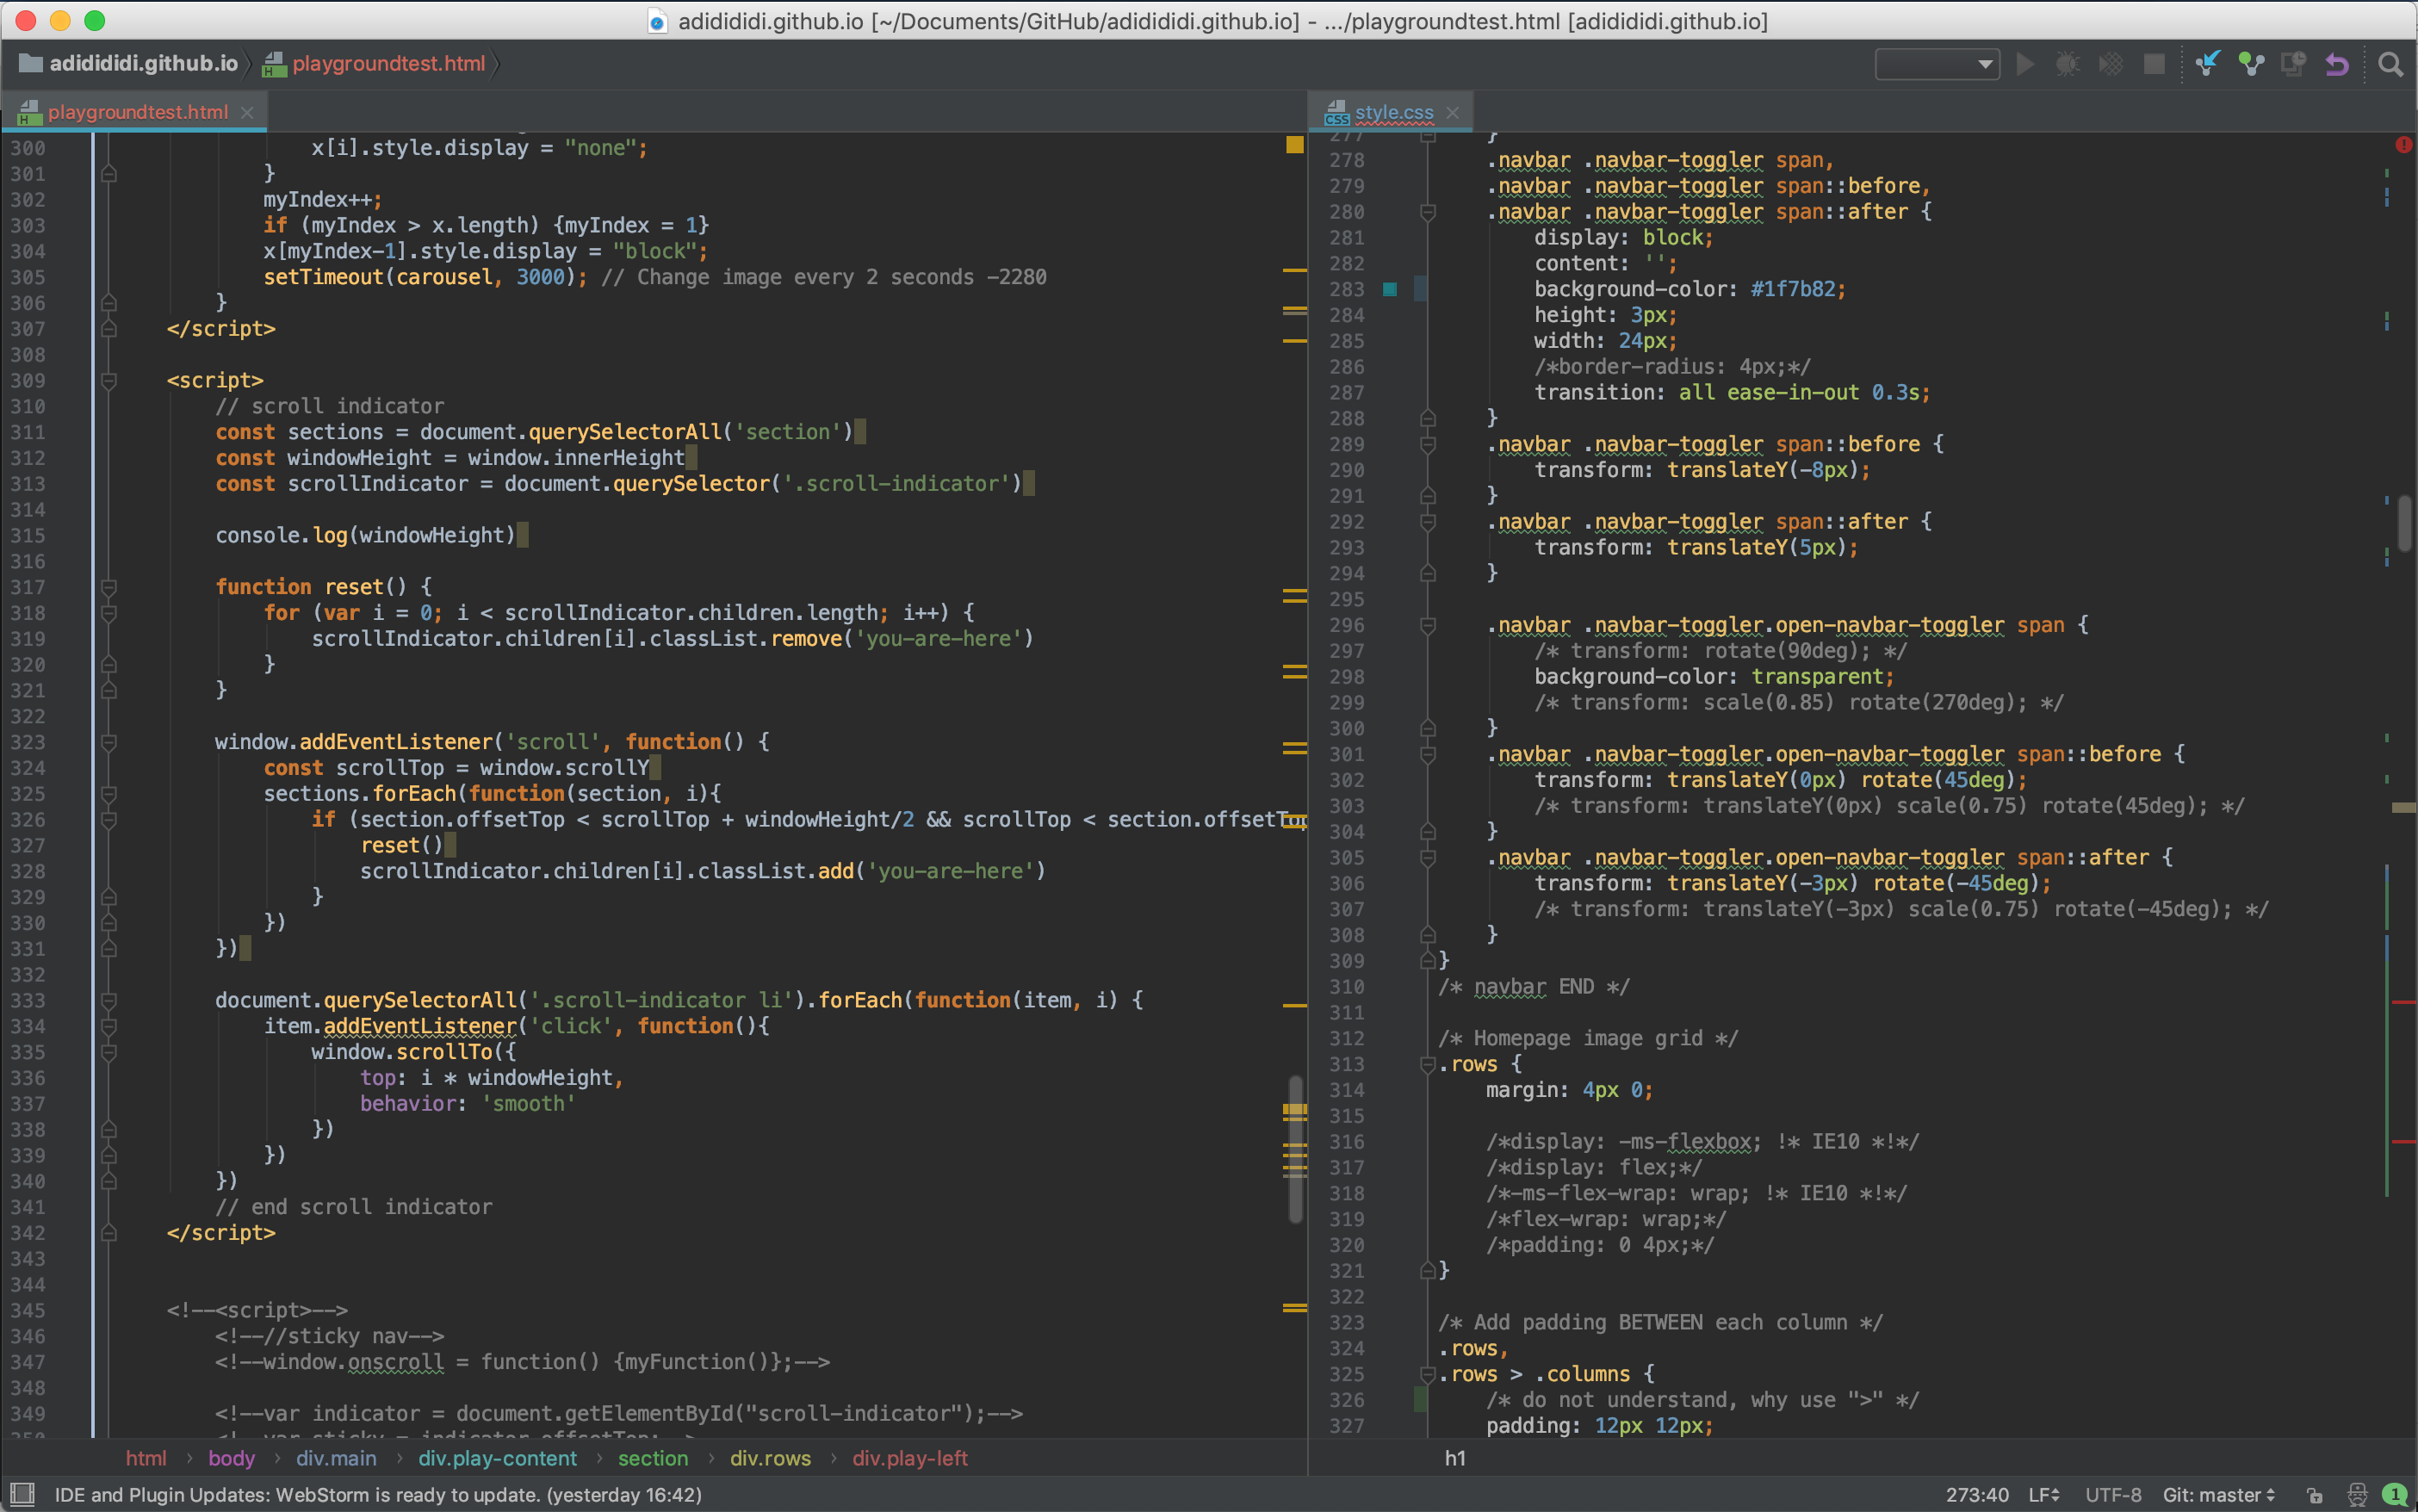 adidididi.github.io [~/Documents/GitHub/adidididi.github.io] - .../playgroundtest.html [adidididi.github.io]
adidididi.github.io
playgroundtest.html
playgroundtest.html
300 x[i].style.display = "none";
301 }
302 myIndex++;
303 if (myIndex > x.length) {myIndex = 1}
304 x[myIndex-1].style.display = "block";
305 setTimeout(carousel, 3000); // Change image every 2 seconds -2280
306 }
307 </script>
308
309 <script>
310 // scroll indicator
311 const sections = document.querySelectorAll('section')
312 const windowHeight = window.innerHeight
313 const scrollIndicator = document.querySelector('.scroll-indicator')
314
315 console.log(windowHeight)
316
317 function reset() {
318 for (var i = 0; i < scrollIndicator.children.length; i++) {
319 scrollIndicator.children[i].classList.remove('you-are-here')
320 }
321 }
322
323 window.addEventListener('scroll', function() {
324 const scrollTop = window.scrollY
325 sections.forEach(function(section, i){
326 if (section.offsetTop < scrollTop + windowHeight/2 && scrollTop < section.offsetTop
327 reset()
328 scrollIndicator.children[i].classList.add('you-are-here')
329 }
330 })
331 })
332
333 document.querySelectorAll('.scroll-indicator li').forEach(function(item, i) {
334 item.addEventListener('click', function(){
335 window.scrollTo({
336 top: i * windowHeight,
337 behavior: 'smooth'
338 })
339 })
340 })
341 // end scroll indicator
342 </script>
343
344
345 <!--<script>-->
346 <!--//sticky nav-->
347 <!--window.onscroll = function() {myFunction()};-->
348
349 <!--var indicator = document.getElementById("scroll-indicator");-->
350 <!--var sticky = indicator.offsetTop;-->
html › body › div.main › div.play-content › section › div.rows › div.play-left
style.css
277 }
278 .navbar .navbar-toggler span,
279 .navbar .navbar-toggler span::before,
280 .navbar .navbar-toggler span::after {
281 display: block;
282 content: '';
283 background-color: #1f7b82;
284 height: 3px;
285 width: 24px;
286 /*border-radius: 4px;*/
287 transition: all ease-in-out 0.3s;
288 }
289 .navbar .navbar-toggler span::before {
290 transform: translateY(-8px);
291 }
292 .navbar .navbar-toggler span::after {
293 transform: translateY(5px);
294 }
295
296 .navbar .navbar-toggler.open-navbar-toggler span {
297 /* transform: rotate(90deg); */
298 background-color: transparent;
299 /* transform: scale(0.85) rotate(270deg); */
300 }
301 .navbar .navbar-toggler.open-navbar-toggler span::before {
302 transform: translateY(0px) rotate(45deg);
303 /* transform: translateY(0px) scale(0.75) rotate(45deg); */
304 }
305 .navbar .navbar-toggler.open-navbar-toggler span::after {
306 transform: translateY(-3px) rotate(-45deg);
307 /* transform: translateY(-3px) scale(0.75) rotate(-45deg); */
308 }
309 }
310 /* navbar END */
311
312 /* Homepage image grid */
313 .rows {
314 margin: 4px 0;
315
316 /*display: -ms-flexbox; !* IE10 *!*/
317 /*display: flex;*/
318 /*-ms-flex-wrap: wrap; !* IE10 *!*/
319 /*flex-wrap: wrap;*/
320 /*padding: 0 4px;*/
321 }
322
323 /* Add padding BETWEEN each column */
324 .rows,
325 .rows > .columns {
326 /* do not understand, why use ">" */
327 padding: 12px 12px;
h1
IDE and Plugin Updates: WebStorm is ready to update. (yesterday 16:42)
273:40 LF UTF-8 Git: master 1